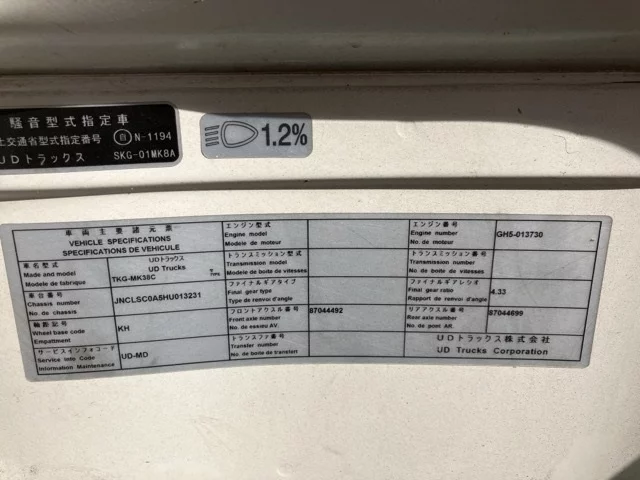 騒音型式指定車
土交通省型式指定番号 自 N-1194
UDトラックス SKG-01MK8A
1.2%
車両主要諸元票
VEHICLE SPECIFICATIONS
SPECIFICATIONS DE VEHICULE
車名型式 UDトラックス
Made and model UD Trucks
TKG-MK38C
TYPE
車台番号
Chassis number JNCLSC0A5HU013231
No de chassis
軸距記号
Wheel base code KH
Empattement
サービスインフォコード
Service info Code UD-MD
Information Maintenance
エンジン型式
Engine model
Modele de moteur
トランスミッション型式
Transmission model
Modele de boite de vitesses
ファイナルギアタイプ
Final gear type
Type de renvoi d'angle
フロントアクスル番号 87044492
Front axle number
No de essieu AV.
トランスファ番号
Transfer number
No de boite de transfert
エンジン番号
Engine number GH5-013730
No. de moteur
トランスミッション番号
Transmission number
No de boite de vitesses
ファイナルギアレシオ
Final gear ratio 4.33
Rapport de renvoi d'angle
リアアクスル番号 87044699
Rear axle number
No de pont AR.
UDトラックス株式会社
UD Trucks Corporation